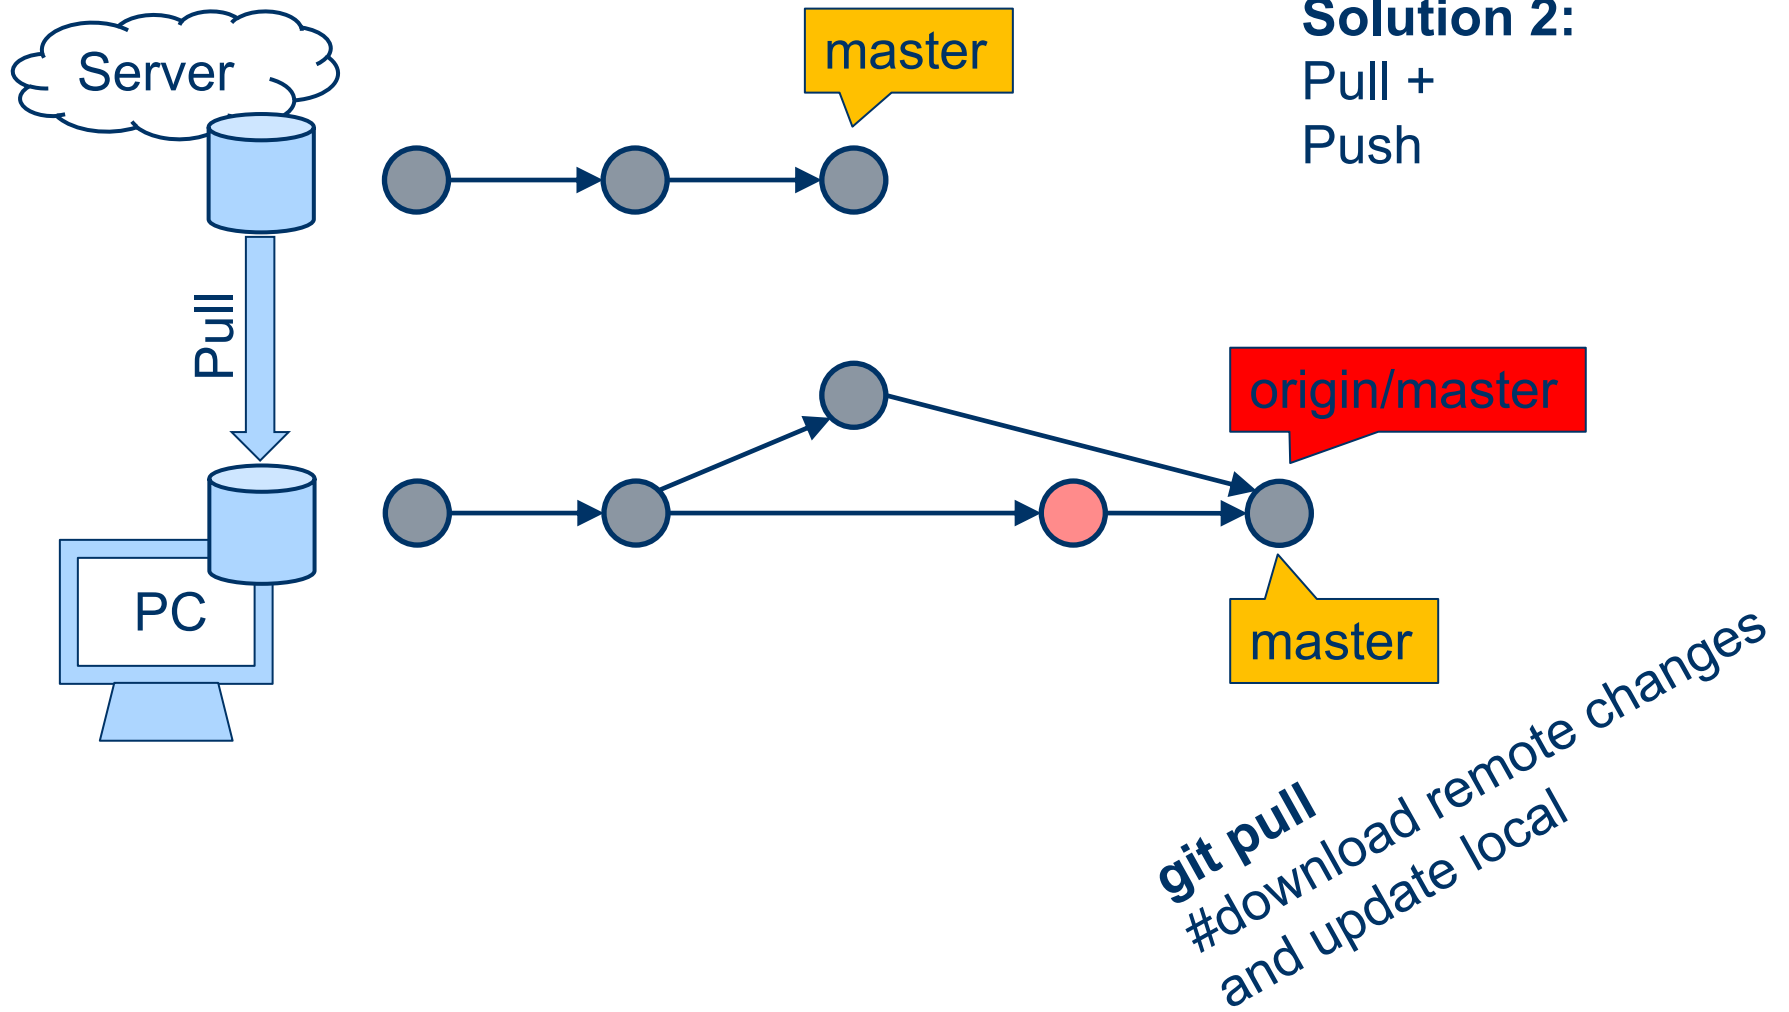 Solution 2:
Pull +
Push
Server
master
Pull
origin/master
PC
master
git pull
#download remote changes
and update local